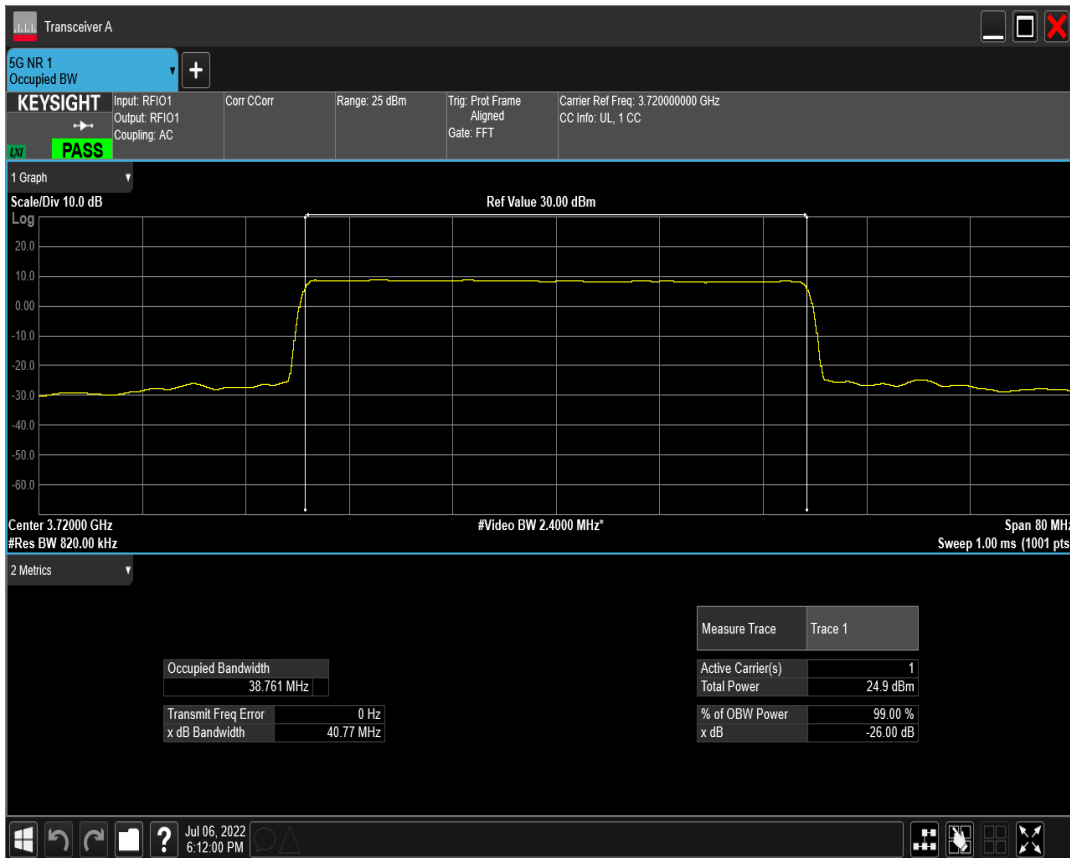 Transceiver A
5G NR 1
Occupied BW
KEYSIGHT
Input: RFIO1
Output: RFIO1
Coupling: AC
Corr CCorr
Range: 25 dBm
Trig: Prot Frame
Aligned
Gate: FFT
Carrier Ref Freq: 3.720000000 GHz
CC Info: UL, 1 CC
LXI
PASS
1 Graph
Scale/Div 10.0 dB
Ref Value 30.00 dBm
Log
20.0
10.0
0.00
-10.0
-20.0
-30.0
-40.0
-50.0
-60.0
Center 3.72000 GHz
#Video BW 2.4000 MHz*
Span 80 MHz
#Res BW 820.00 kHz
Sweep 1.00 ms (1001 pts
2 Metrics
Measure Trace
Trace 1
Occupied Bandwidth
38.761 MHz
Active Carrier(s)
1
Total Power
24.9 dBm
Transmit Freq Error
0 Hz
x dB Bandwidth
40.77 MHz
% of OBW Power
99.00 %
x dB
-26.00 dB
?
Jul 06, 2022
6:12:00 PM